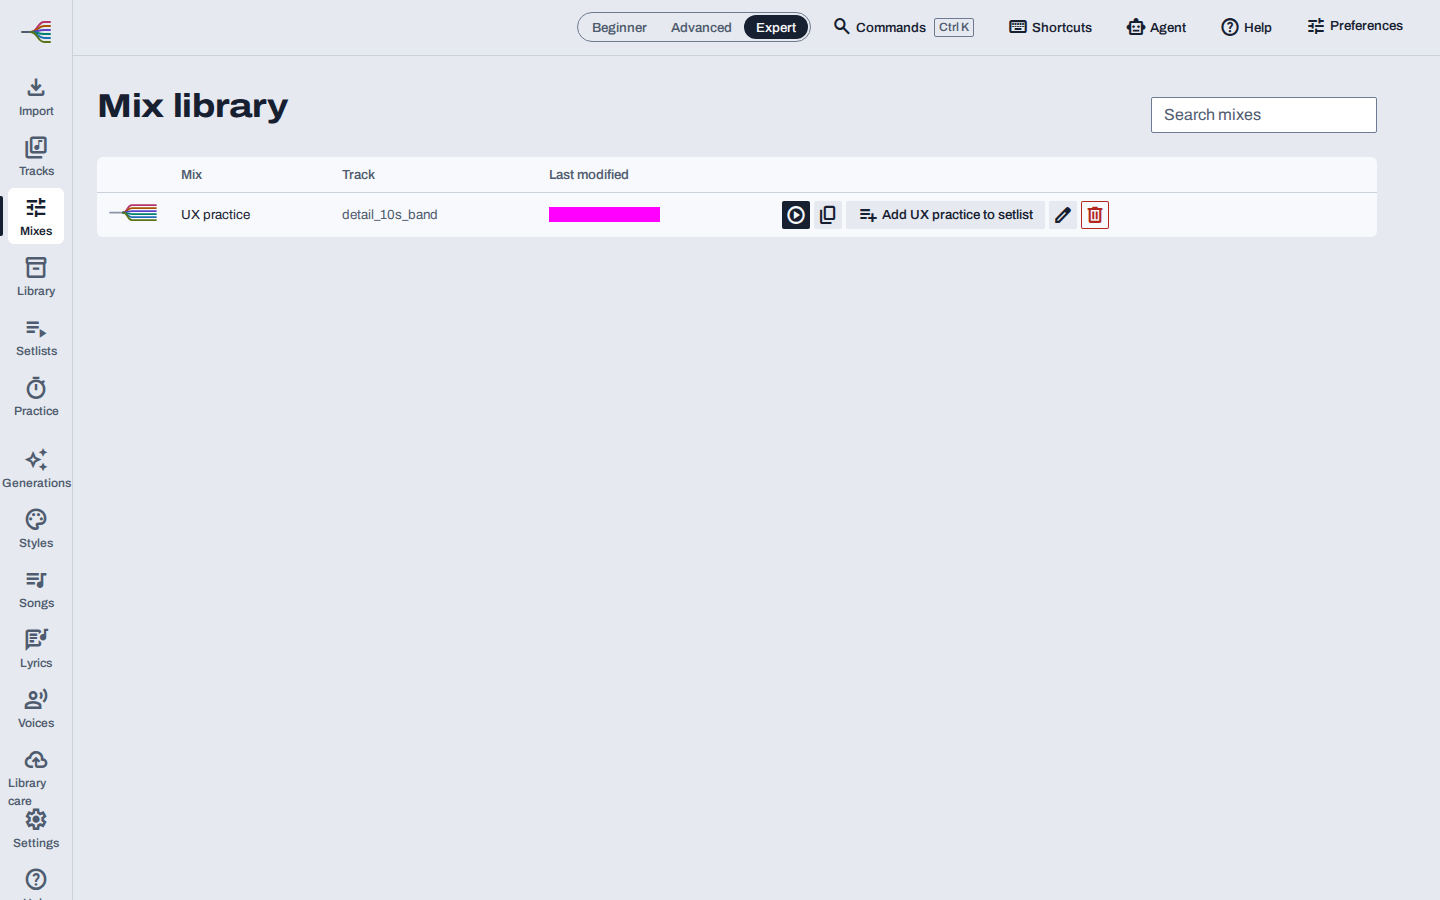 Beginner
Advanced
Expert
Commands
Ctrl K
Shortcuts
Agent
Help
Preferences
Import
Tracks
Mixes
Library
Setlists
Practice
Generations
Styles
Songs
Lyrics
Voices
Library
care
Settings
Mix library
Search mixes
Mix
Track
Last modified
UX practice
detail_10s_band
Add UX practice to setlist